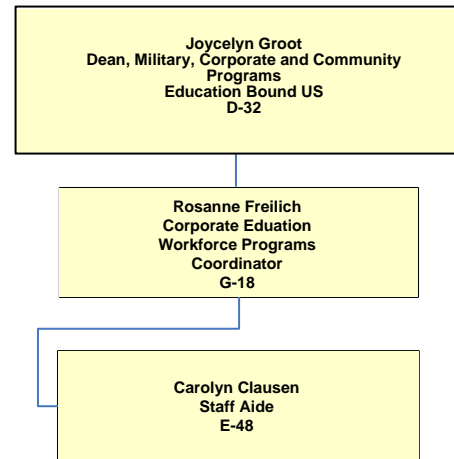 Joycelyn Groot
Dean, Military, Corporate and Community
Programs
Education Bound US
D-32
Rosanne Freilich
Corporate Eduation
Workforce Programs
Coordinator
G-18
Carolyn Clausen
Staff Aide
E-48